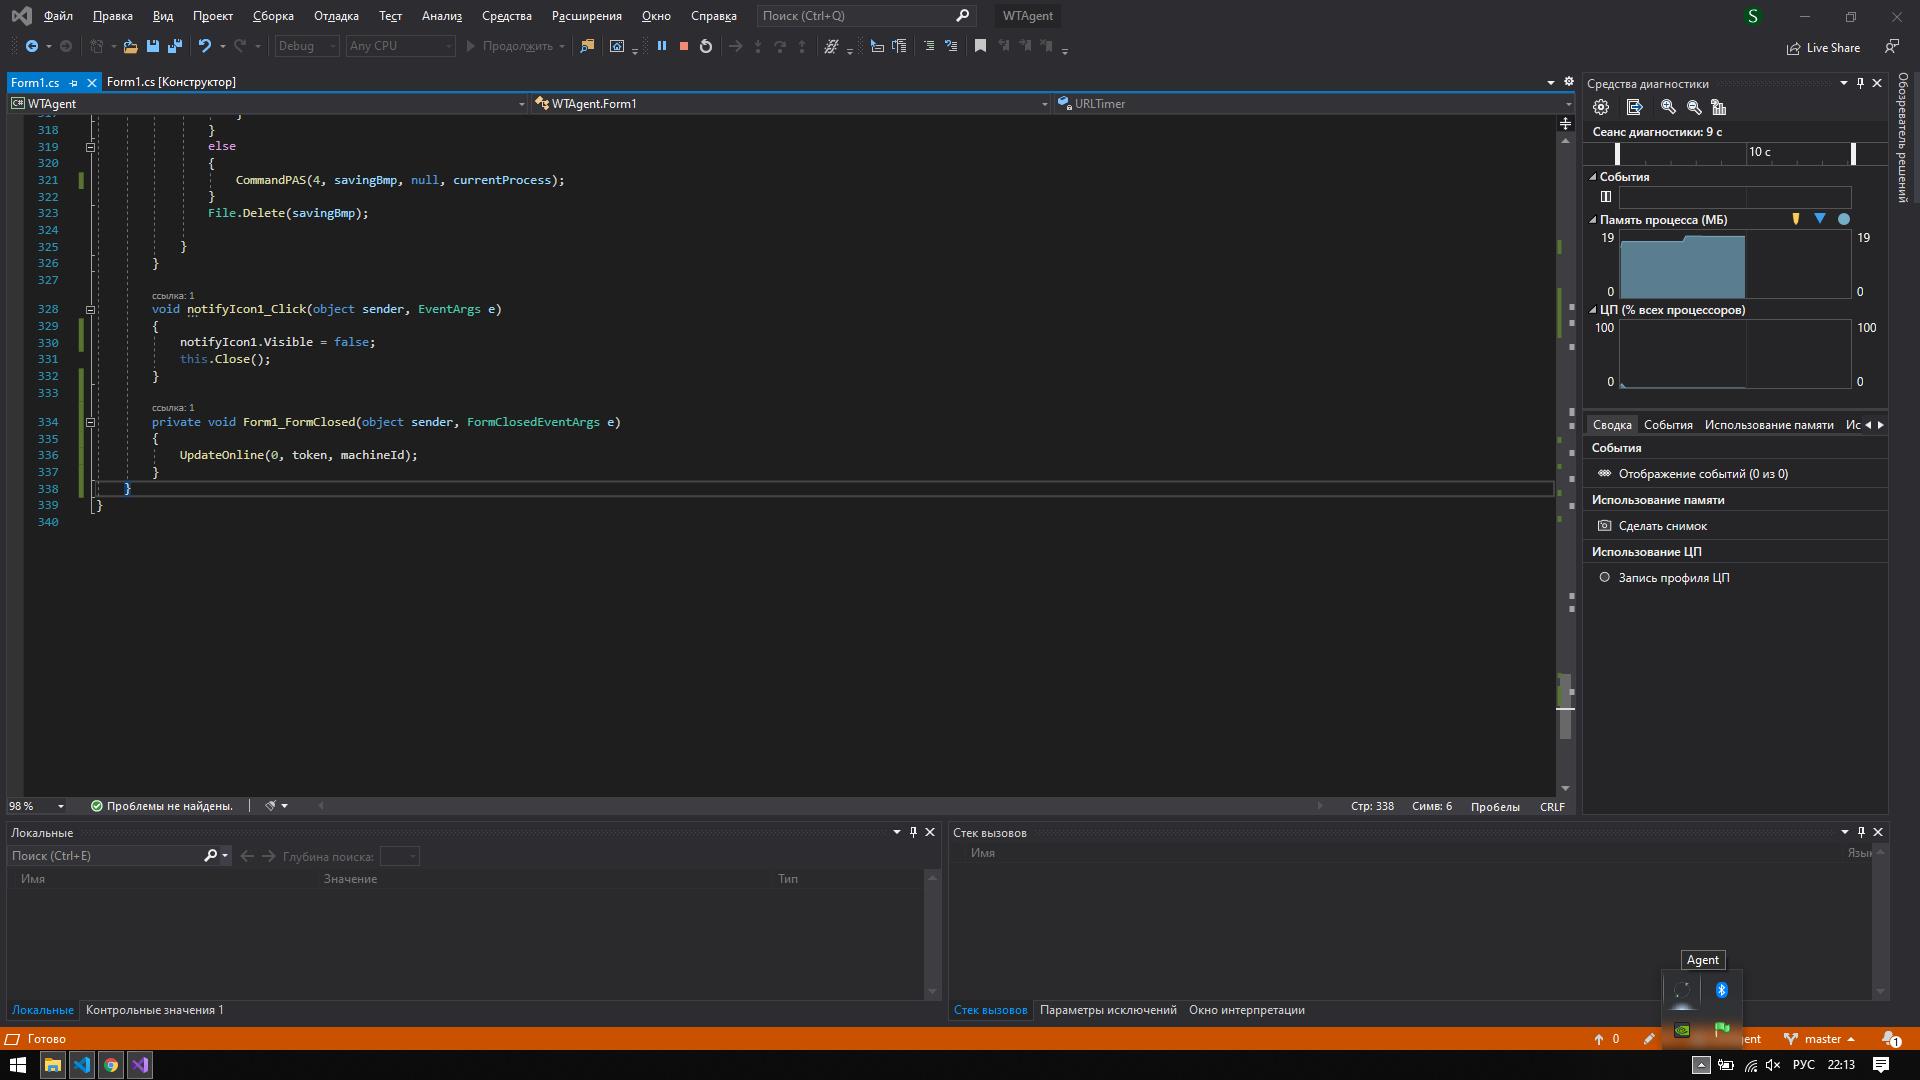 Файл Правка Вид Проект Сборка Отладка Тест Анализ Средства Расширения Окно Справка Поиск (Ctrl+Q) WTAgent S
Debug Any CPU Продолжить Live Share
Form1.cs Form1.cs [Конструктор]
C# WTAgent WTAgent.Form1 URLTimer
317 }
318 }
319 else
320 {
321 CommandPAS(4, savingBmp, null, currentProcess);
322 }
323 File.Delete(savingBmp);
324
325 }
326 }
327
ссылка: 1
328 void notifyIcon1_Click(object sender, EventArgs e)
329 {
330 notifyIcon1.Visible = false;
331 this.Close();
332 }
333
ссылка: 1
334 private void Form1_FormClosed(object sender, FormClosedEventArgs e)
335 {
336 UpdateOnline(0, token, machineId);
337 }
338 }
339 }
340
98 % Проблемы не найдены. Стр: 338 Симв: 6 Пробелы CRLF
Средства диагностики
Сеанс диагностики: 9 с
10 с
События
Память процесса (МБ)
19 19
0 0
ЦП (% всех процессоров)
100 100
0 0
Сводка События Использование памяти Ис
События
Отображение событий (0 из 0)
Использование памяти
Сделать снимок
Использование ЦП
Запись профиля ЦП
Обозреватель решений
Локальные
Поиск (Ctrl+E) Глубина поиска:
Имя Значение Тип
Локальные Контрольные значения 1
Стек вызовов
Имя Язык
Стек вызовов Параметры исключений Окно интерпретации
Agent
Готово 0 ent master 1
РУС 22:13